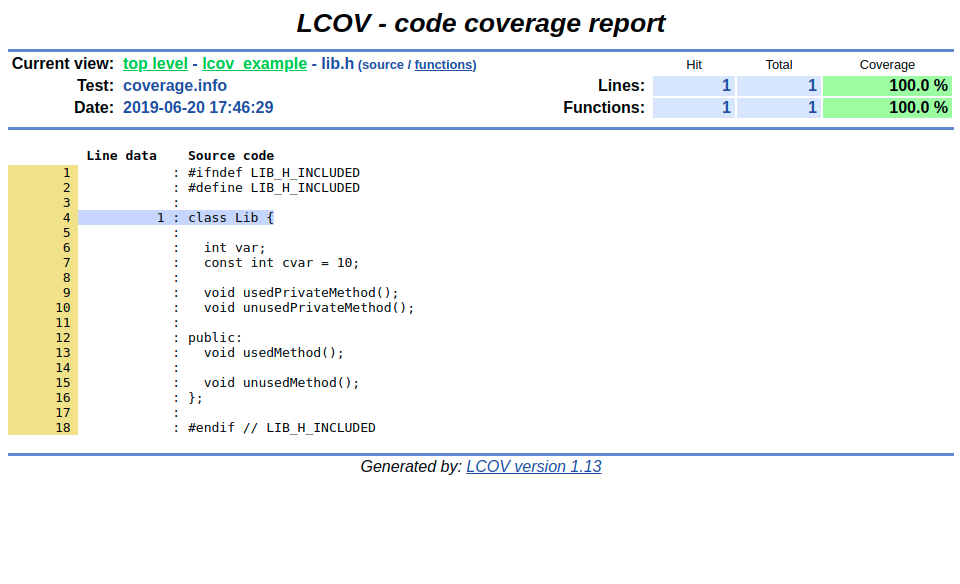 LCOV - code coverage report
Current view: top level - lcov_example - lib.h (source / functions) Hit Total Coverage
Test: coverage.info Lines: 1 1 100.0 %
Date: 2019-06-20 17:46:29 Functions: 1 1 100.0 %
Line data Source code
1 : #ifndef LIB_H_INCLUDED
2 : #define LIB_H_INCLUDED
3 :
4 1 : class Lib {
5 :
6 : int var;
7 : const int cvar = 10;
8 :
9 : void usedPrivateMethod();
10 : void unusedPrivateMethod();
11 :
12 : public:
13 : void usedMethod();
14 :
15 : void unusedMethod();
16 : };
17 :
18 : #endif // LIB_H_INCLUDED
Generated by: LCOV version 1.13